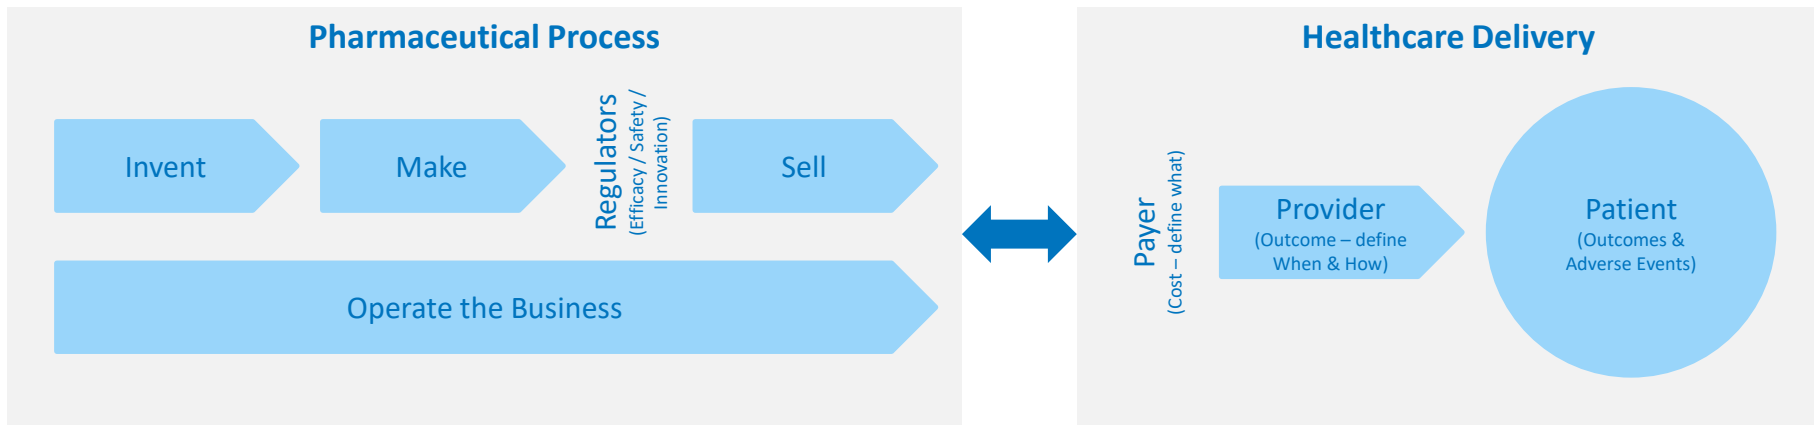 Pharmaceutical Process
Invent
Make
Regulators
(Efficacy / Safety /
Innovation)
Sell
Operate the Business
Healthcare Delivery
Payer
(Cost – define what)
Provider
(Outcome – define
When & How)
Patient
(Outcomes &
Adverse Events)